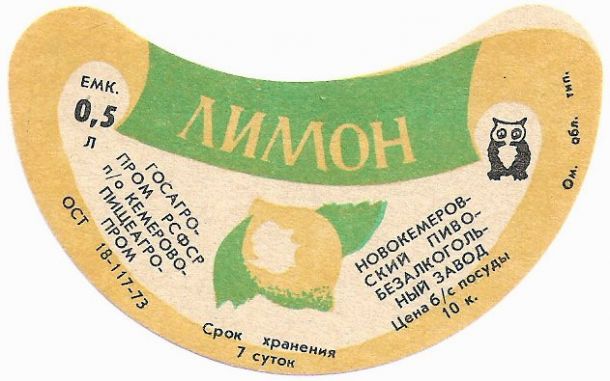 ЛИМОН
ЕМК.
0,5
Л
ГОСАГРО-
ПРОМ РСФСР
п/о КЕМЕРОВО-
ПИЩЕАГРО-
ПРОМ
ОСТ 18-117-73
Срок хранения
7 суток
НОВОКЕМЕРОВ-
СКИЙ ПИВО-
БЕЗАЛКОГОЛЬ-
НЫЙ ЗАВОД
Цена б/с посуды
10 к.
Ом. обл. тип.